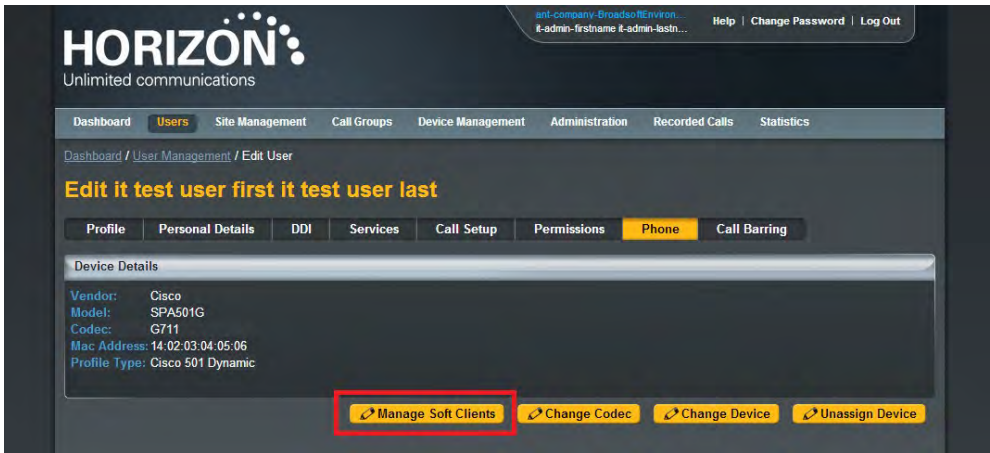 ant-company-BroadsoftEnviron...
it-admin-firstname it-admin-lastn...
Help | Change Password | Log Out
HORIZON
Unlimited communications
Dashboard Users Site Management Call Groups Device Management Administration Recorded Calls Statistics
Dashboard / User Management / Edit User
Edit it test user first it test user last
Profile Personal Details DDI Services Call Setup Permissions Phone Call Barring
Device Details
Vendor: Cisco
Model: SPA501G
Codec: G711
Mac Address: 14:02:03:04:05:06
Profile Type: Cisco 501 Dynamic
Manage Soft Clients Change Codec Change Device Unassign Device